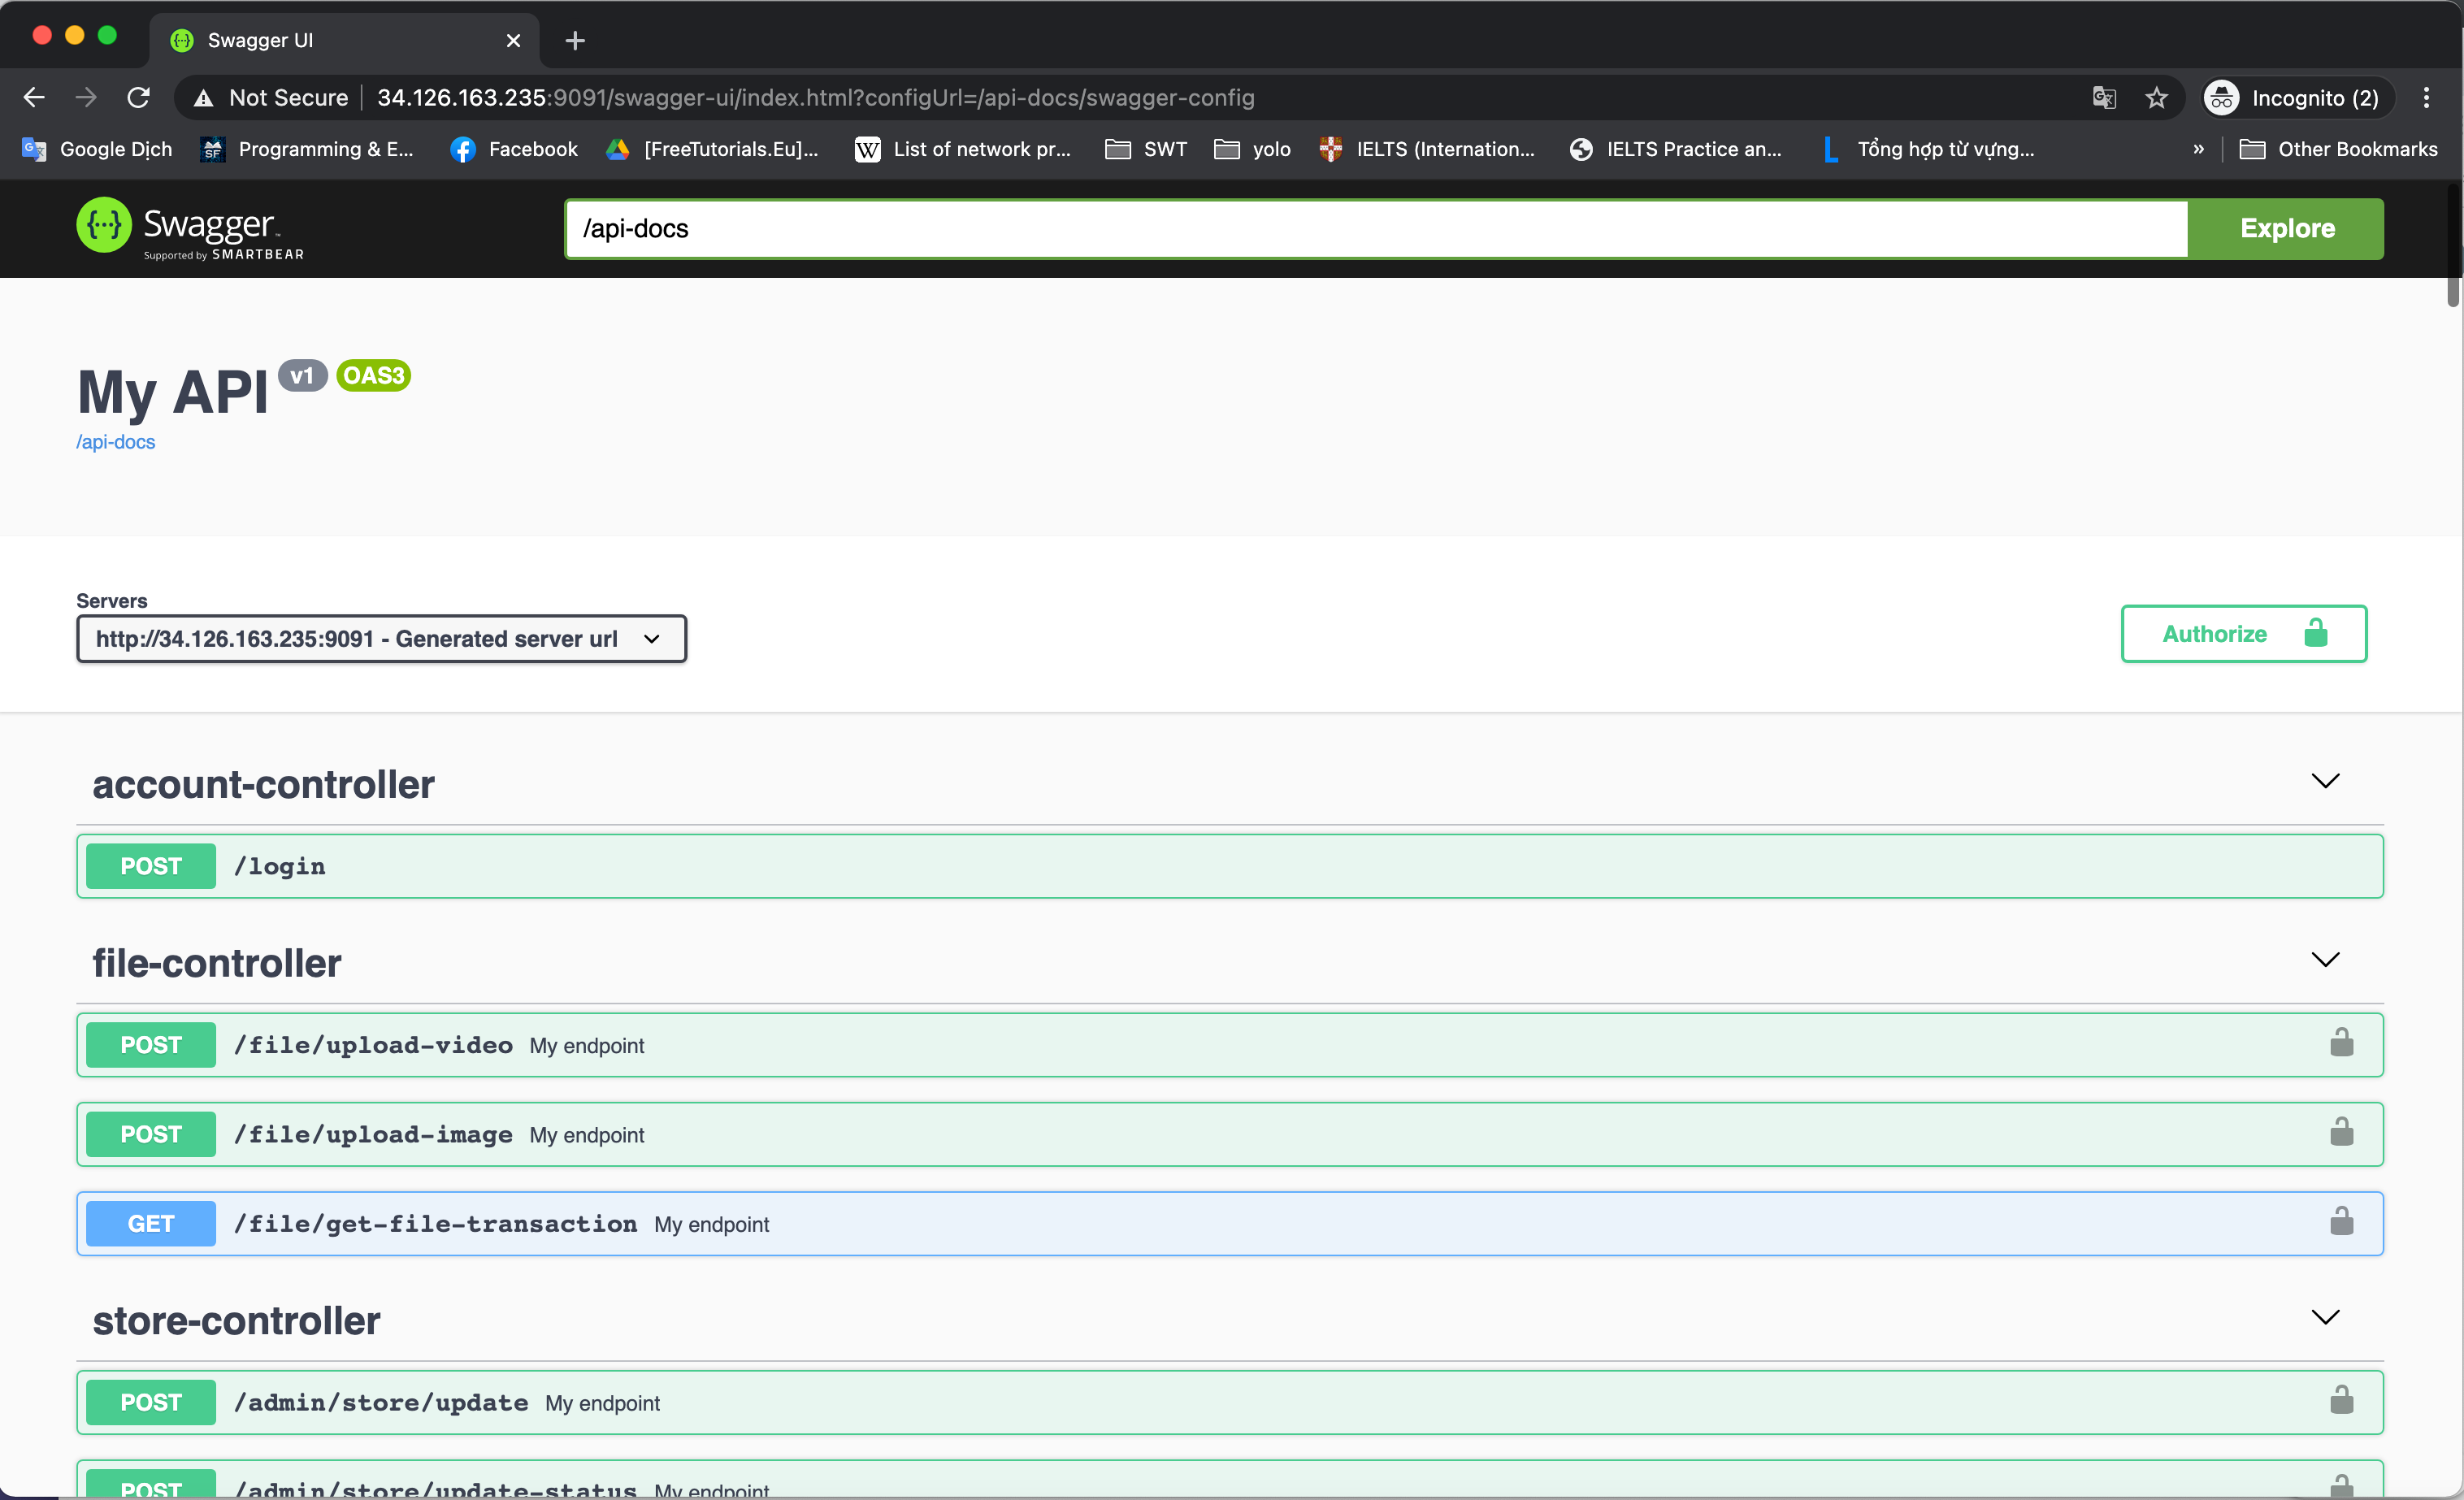 Swagger UI
Not Secure 34.126.163.235:9091/swagger-ui/index.html?configUrl=/api-docs/swagger-config Incognito (2)
Google Dịch Programming & E... Facebook [FreeTutorials.Eu]... List of network pr... SWT yolo IELTS (Internation... IELTS Practice an... Tổng hợp từ vựng... » Other Bookmarks
Swagger
Supported by SMARTBEAR
/api-docs Explore
My API v1 OAS3
/api-docs
Servers
http://34.126.163.235:9091 - Generated server url
Authorize
account-controller
POST /login
file-controller
POST /file/upload-video My endpoint
POST /file/upload-image My endpoint
GET /file/get-file-transaction My endpoint
store-controller
POST /admin/store/update My endpoint
POST /admin/store/update-status My endpoint